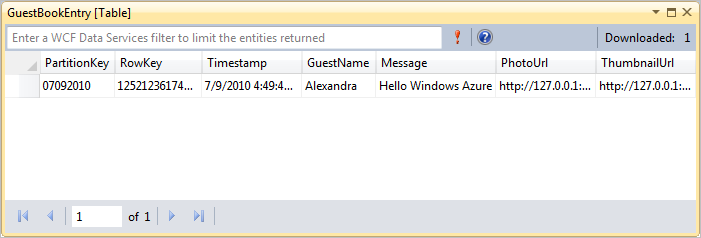 GuestBookEntry [Table]
Enter a WCF Data Services filter to limit the entities returned Downloaded: 1
PartitionKey RowKey Timestamp GuestName Message PhotoUrl ThumbnailUrl
07092010 12521236174... 7/9/2010 4:49:4... Alexandra Hello Windows Azure http://127.0.0.1:... http://127.0.0.1:...
1 of 1